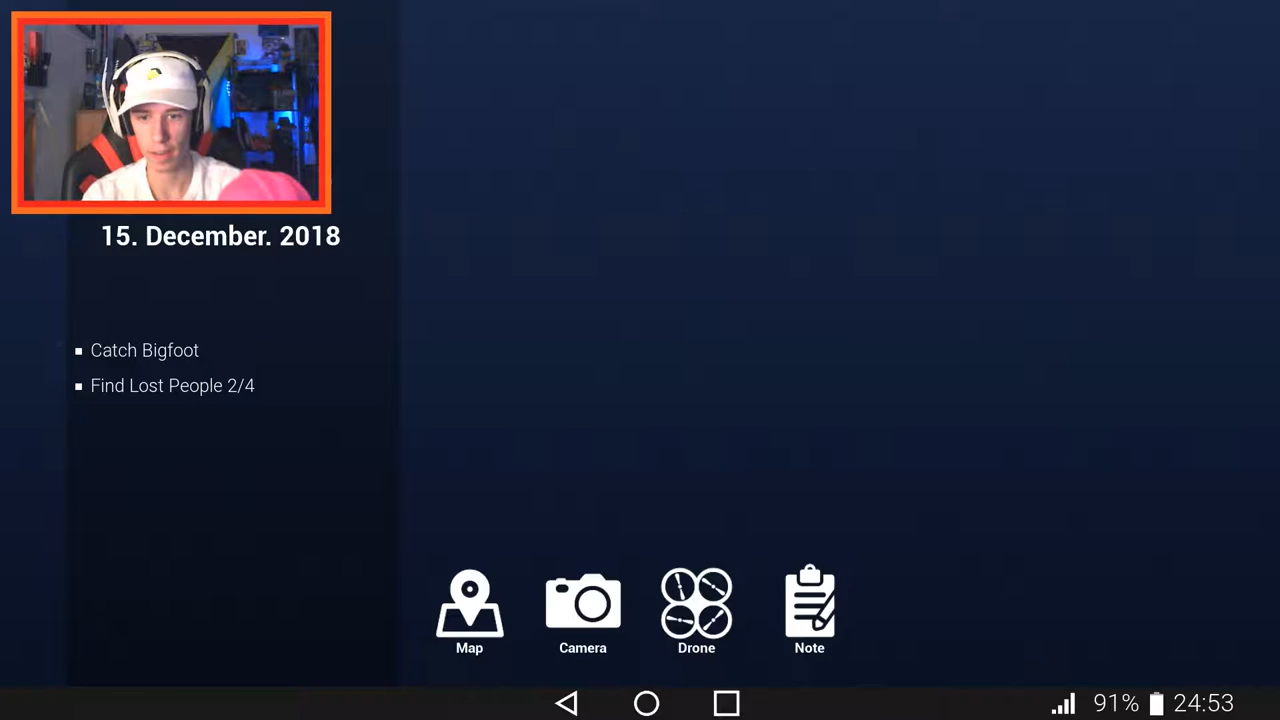 15. December. 2018
Catch Bigfoot
Find Lost People 2/4
Map
Camera
Drone
Note
91%
24:53